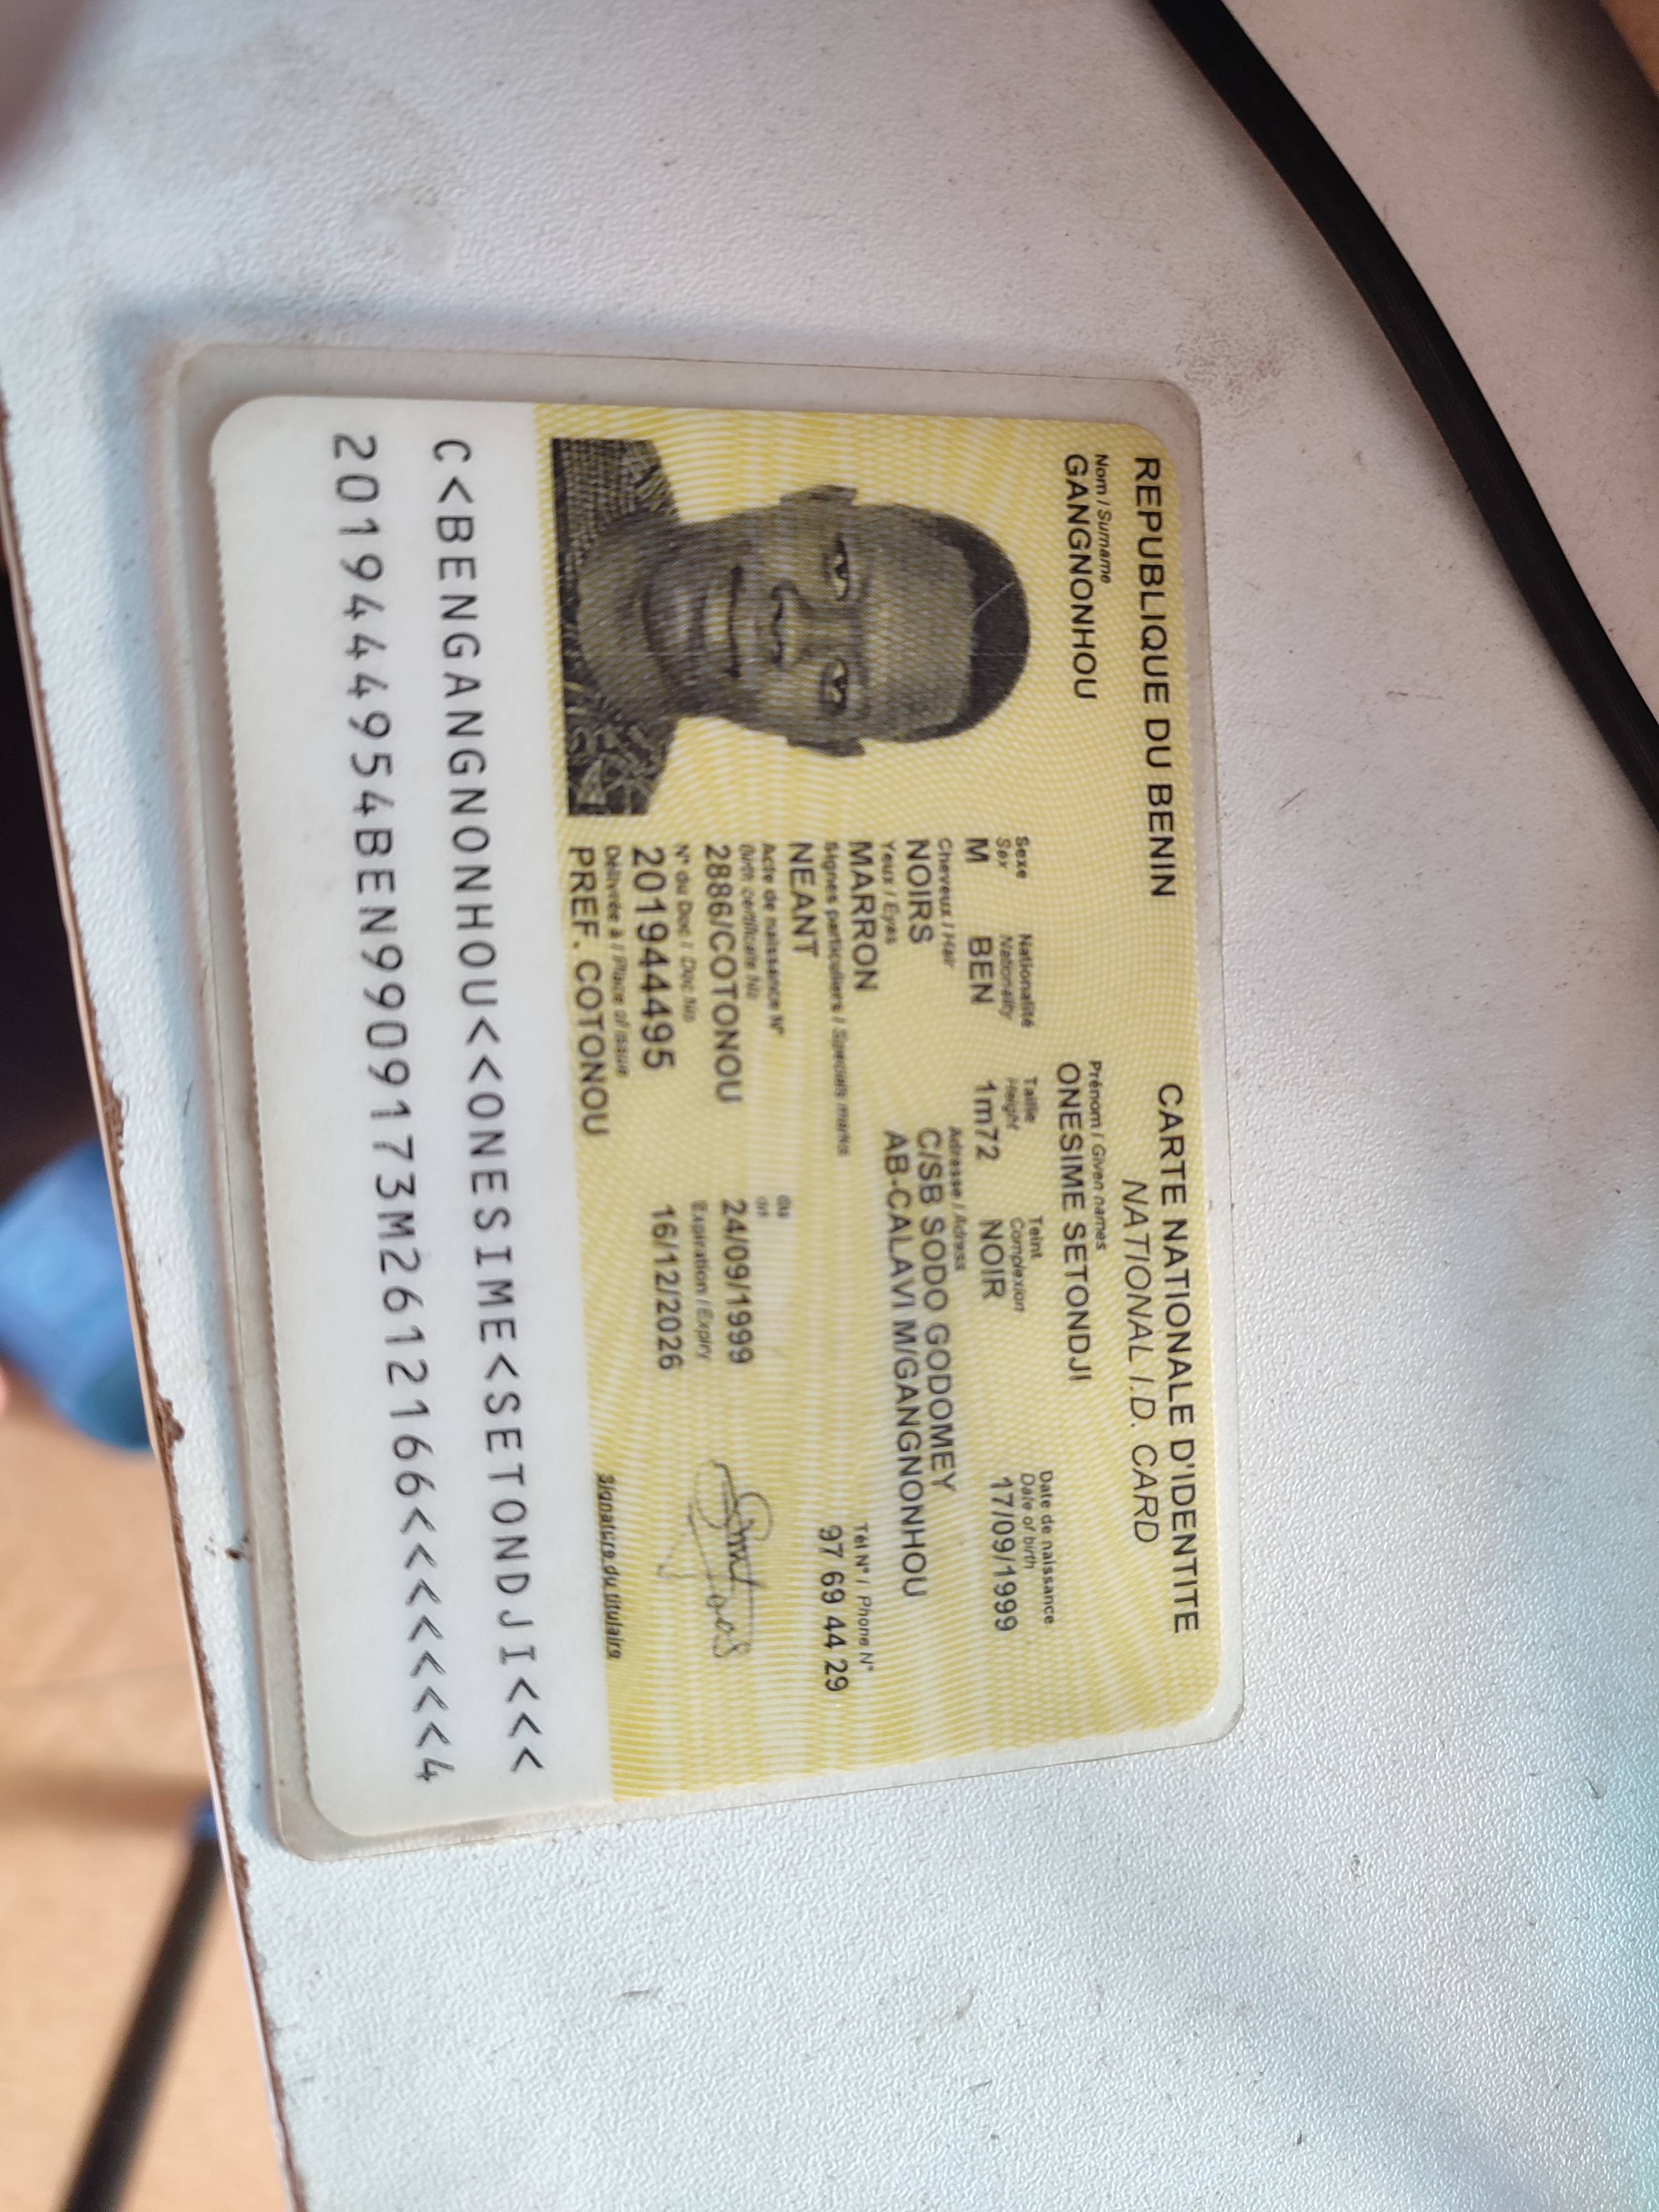 REPUBLIQUE DU BENIN
CARTE NATIONALE D'IDENTITE
NATIONAL I.D. CARD
Nom / Surname
GANGNONHOU
Prénom / Given names
ONESIME SETONDJI
Sexe
Sex
M
Nationalité
Nationality
BEN
Taille
Height
1m72
Teint
Complexion
NOIR
Date de naissance
Date of birth
17/09/1999
Cheveux / Hair
NOIRS
Adresse / Adress
C/SB SODO GODOMEY
AB-CALAVI M/GANGNONHOU
Yeux / Eyes
MARRON
Signes particuliers / Specials marks
NEANT
Tél N° / Phone N°
97 69 44 29
Acte de naissance N°
Birth certificate No
2886/COTONOU
du
on
24/09/1999
N° du Doc / Doc No
201944495
Expiration / Expiry
16/12/2026
Délivrée à / Place of issue
PREF. COTONOU
Signature du titulaire
C<BENGANGNONHOU<<ONESIME<SETONDJI<<<
2019444954BEN9909173M2612166<<<<<<<4